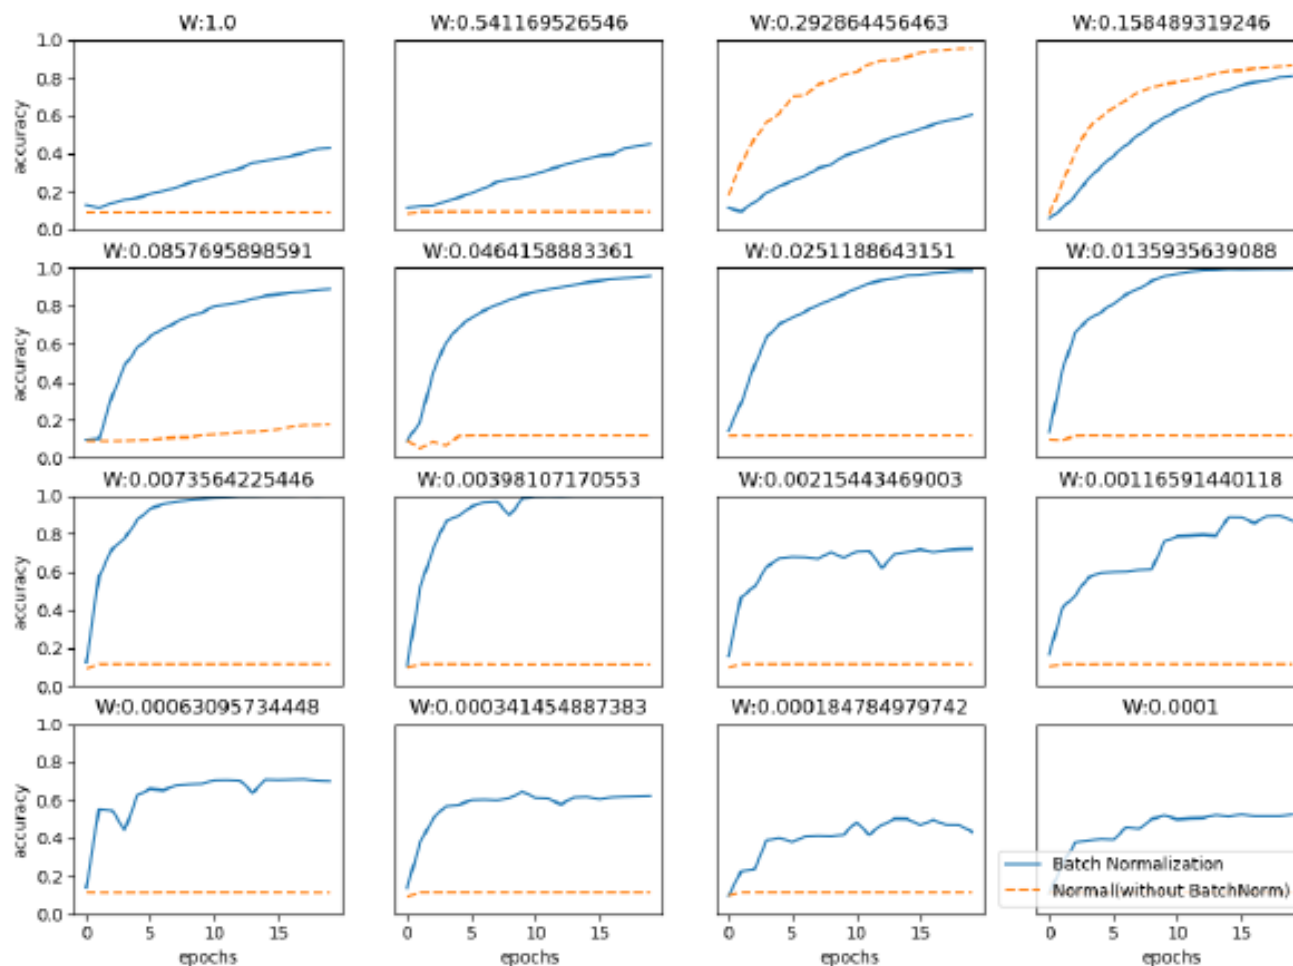 W:1.0 W:0.541169526546 W:0.292864456463 W:0.158489319246
1.0
0.8
0.6
0.4
0.2
0.0
accuracy
W:0.0857695898591 W:0.0464158883361 W:0.0251188643151 W:0.0135935639088
1.0
0.8
0.6
0.4
0.2
0.0
accuracy
W:0.0073564225446 W:0.00398107170553 W:0.00215443469003 W:0.00116591440118
1.0
0.8
0.6
0.4
0.2
0.0
accuracy
W:0.00063095734448 W:0.000341454887383 W:0.000184784979742 W:0.0001
1.0
0.8
0.6
0.4
0.2
0.0
accuracy
Batch Normalization
Normal(without BatchNorm)
0 5 10 15 0 5 10 15 0 5 10 15 0 5 10 15
epochs epochs epochs epochs